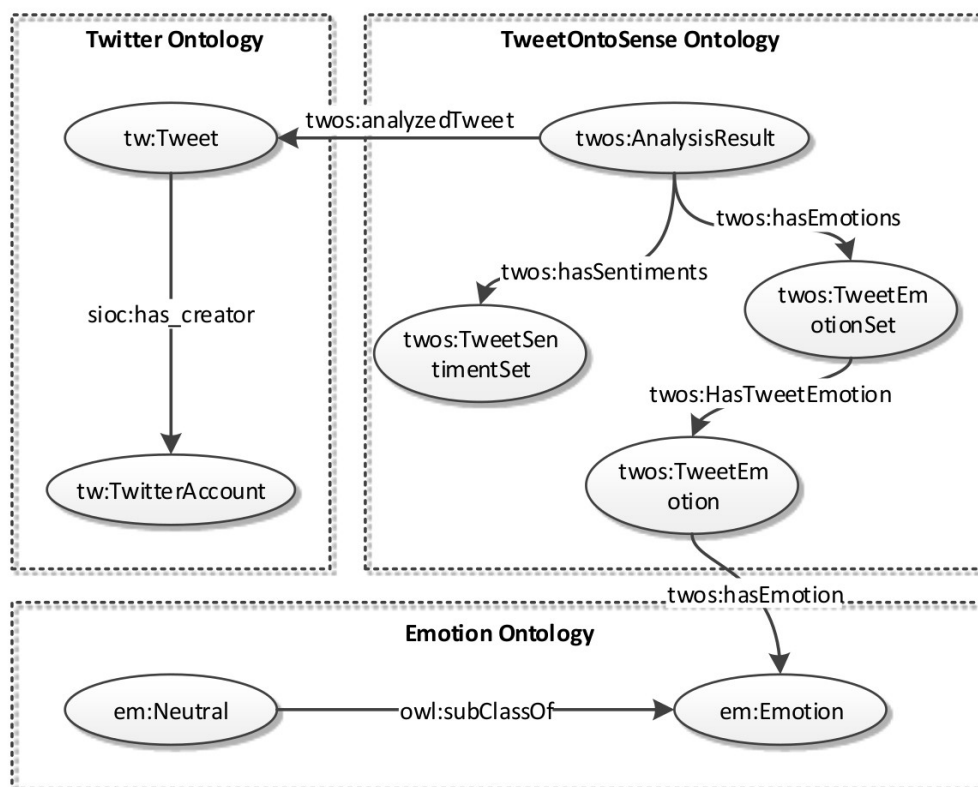 Twitter Ontology
TweetOntoSense Ontology
twos:analyzedTweet
tw:Tweet
twos:AnalysisResult
twos:hasEmotions
twos:hasSentiments
twos:TweetEm
otionSet
sioc:has_creator
twos:TweetSen
timentSet
twos:HasTweetEmotion
twos:TweetEm
otion
tw:TwitterAccount
twos:hasEmotion
Emotion Ontology
em:Neutral
owl:subClassOf
em:Emotion